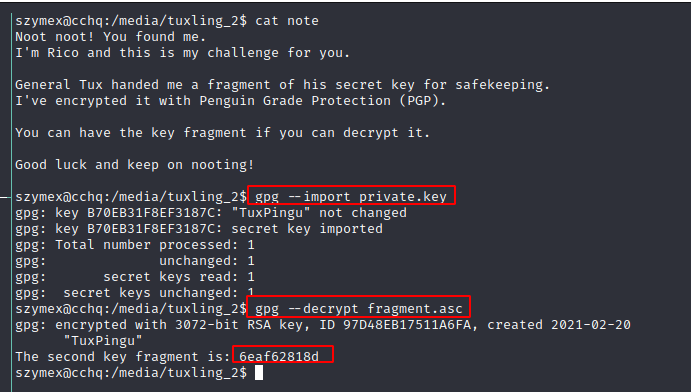 szymex@cchq:/media/tuxling_2$ cat note
Noot noot! You found me.
I'm Rico and this is my challenge for you.
General Tux handed me a fragment of his secret key for safekeeping.
I've encrypted it with Penguin Grade Protection (PGP).
You can have the key fragment if you can decrypt it.
Good luck and keep on nooting!
szymex@cchq:/media/tuxling_2$ gpg --import private.key
gpg: key B70EB31F8EF3187C: "TuxPingu" not changed
gpg: key B70EB31F8EF3187C: secret key imported
gpg: Total number processed: 1
gpg:              unchanged: 1
gpg:       secret keys read: 1
gpg:  secret keys unchanged: 1
szymex@cchq:/media/tuxling_2$ gpg --decrypt fragment.asc
gpg: encrypted with 3072-bit RSA key, ID 97D48EB17511A6FA, created 2021-02-20
      "TuxPingu"
The second key fragment is: 6eaf62818d
szymex@cchq:/media/tuxling_2$